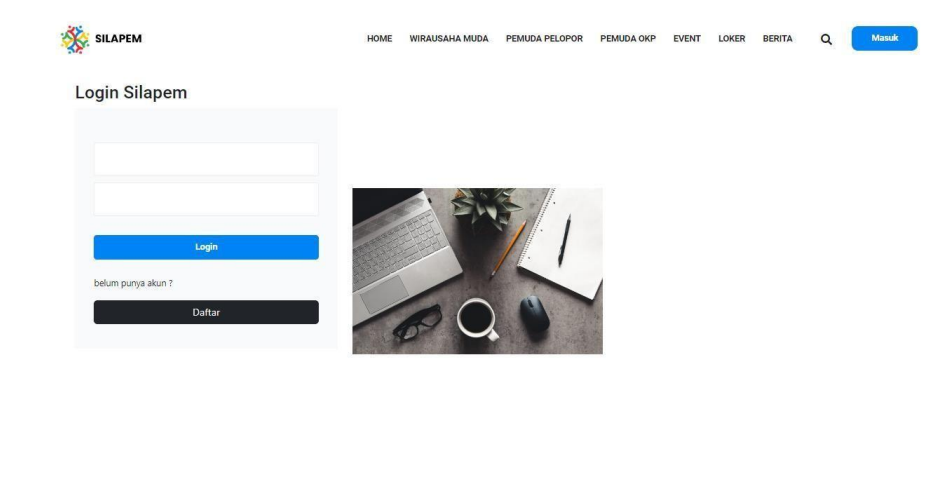 SILAPEM
HOME WIRAUSAHA MUDA PEMUDA PELOPOR PEMUDA OKP EVENT LOKER BERITA Masuk
Login Silapem
Login
belum punya akun ?
Daftar